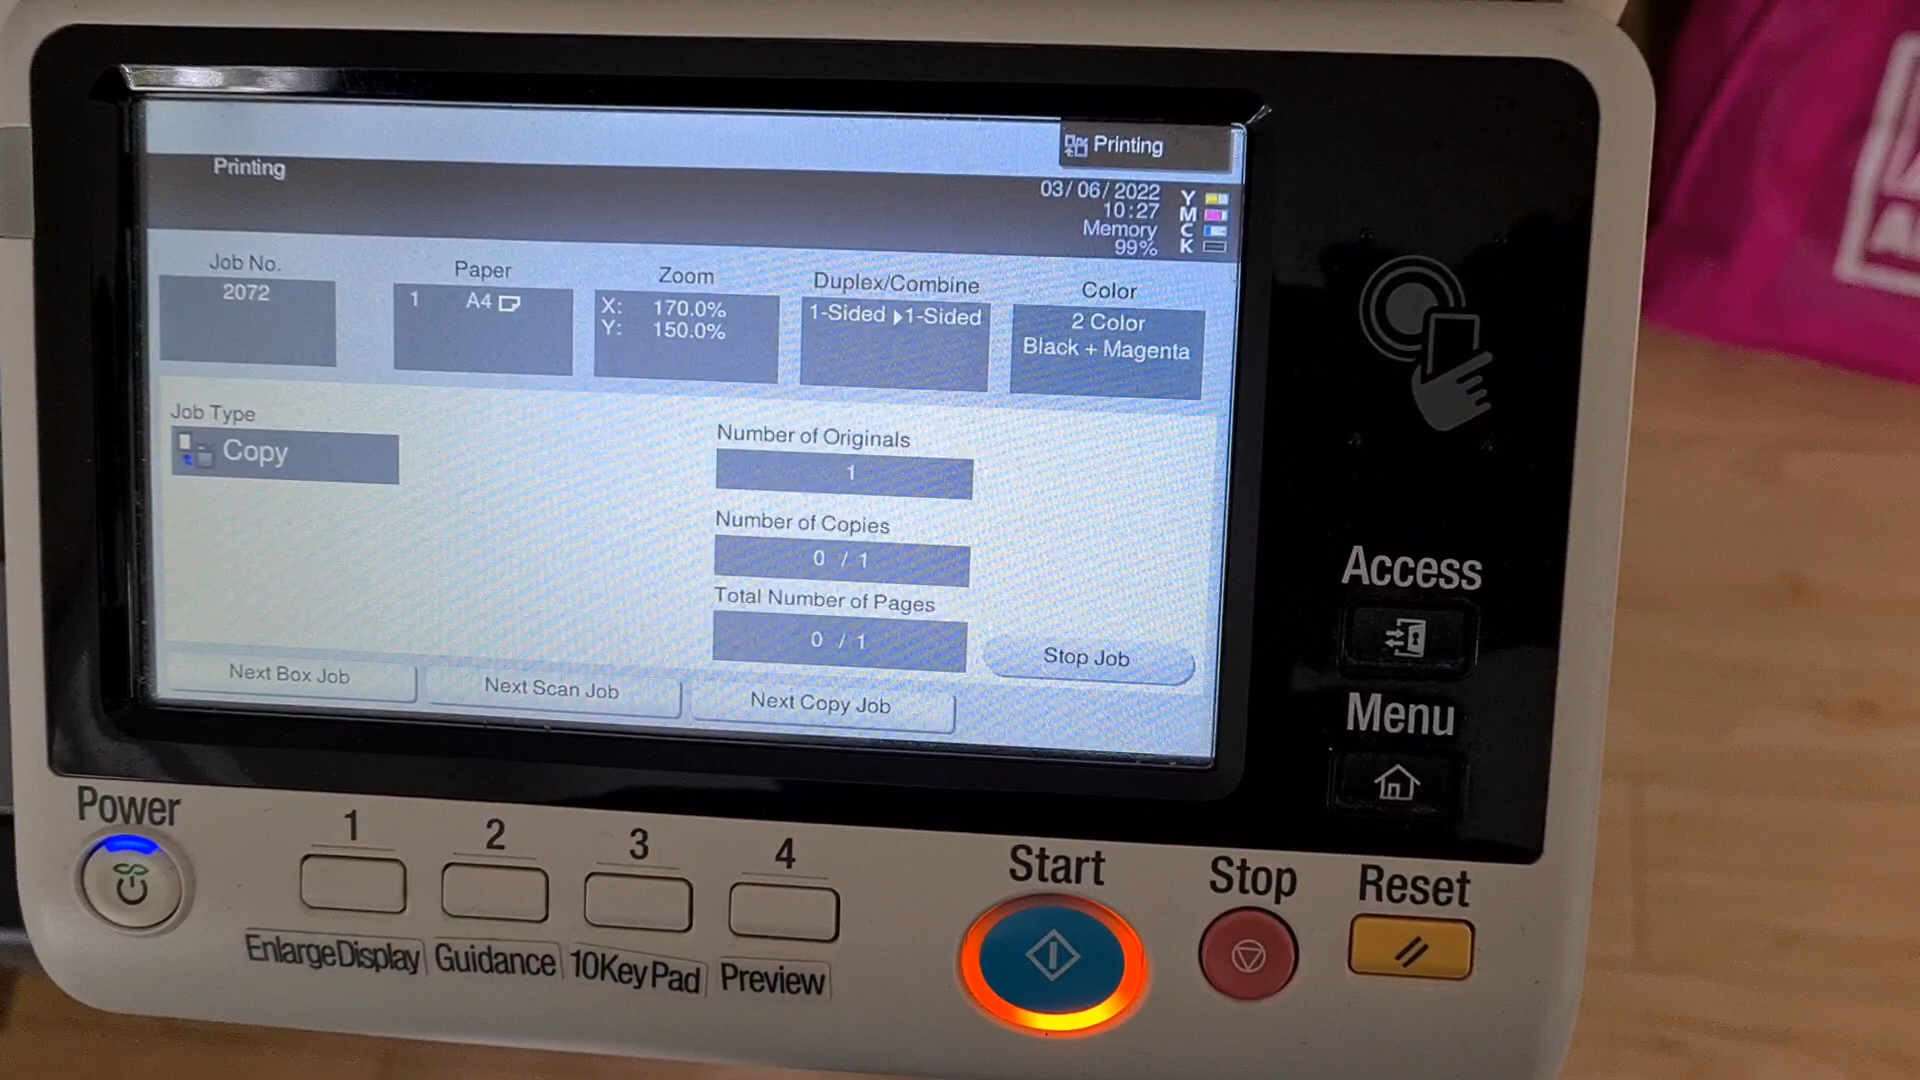 Printing
Printing
03/06/2022
10:27
Memory
99%
Y
M
C
K
Job No.
2072
Paper
1 A4
Zoom
X: 170.0%
Y: 150.0%
Duplex/Combine
1-Sided ▸1-Sided
Color
2 Color
Black + Magenta
Job Type
Copy
Number of Originals
1
Number of Copies
0 / 1
Total Number of Pages
0 / 1
Stop Job
Next Box Job
Next Scan Job
Next Copy Job
Access
Menu
Power
1
2
3
4
Enlarge Display
Guidance
10Key Pad
Preview
Start
Stop
Reset